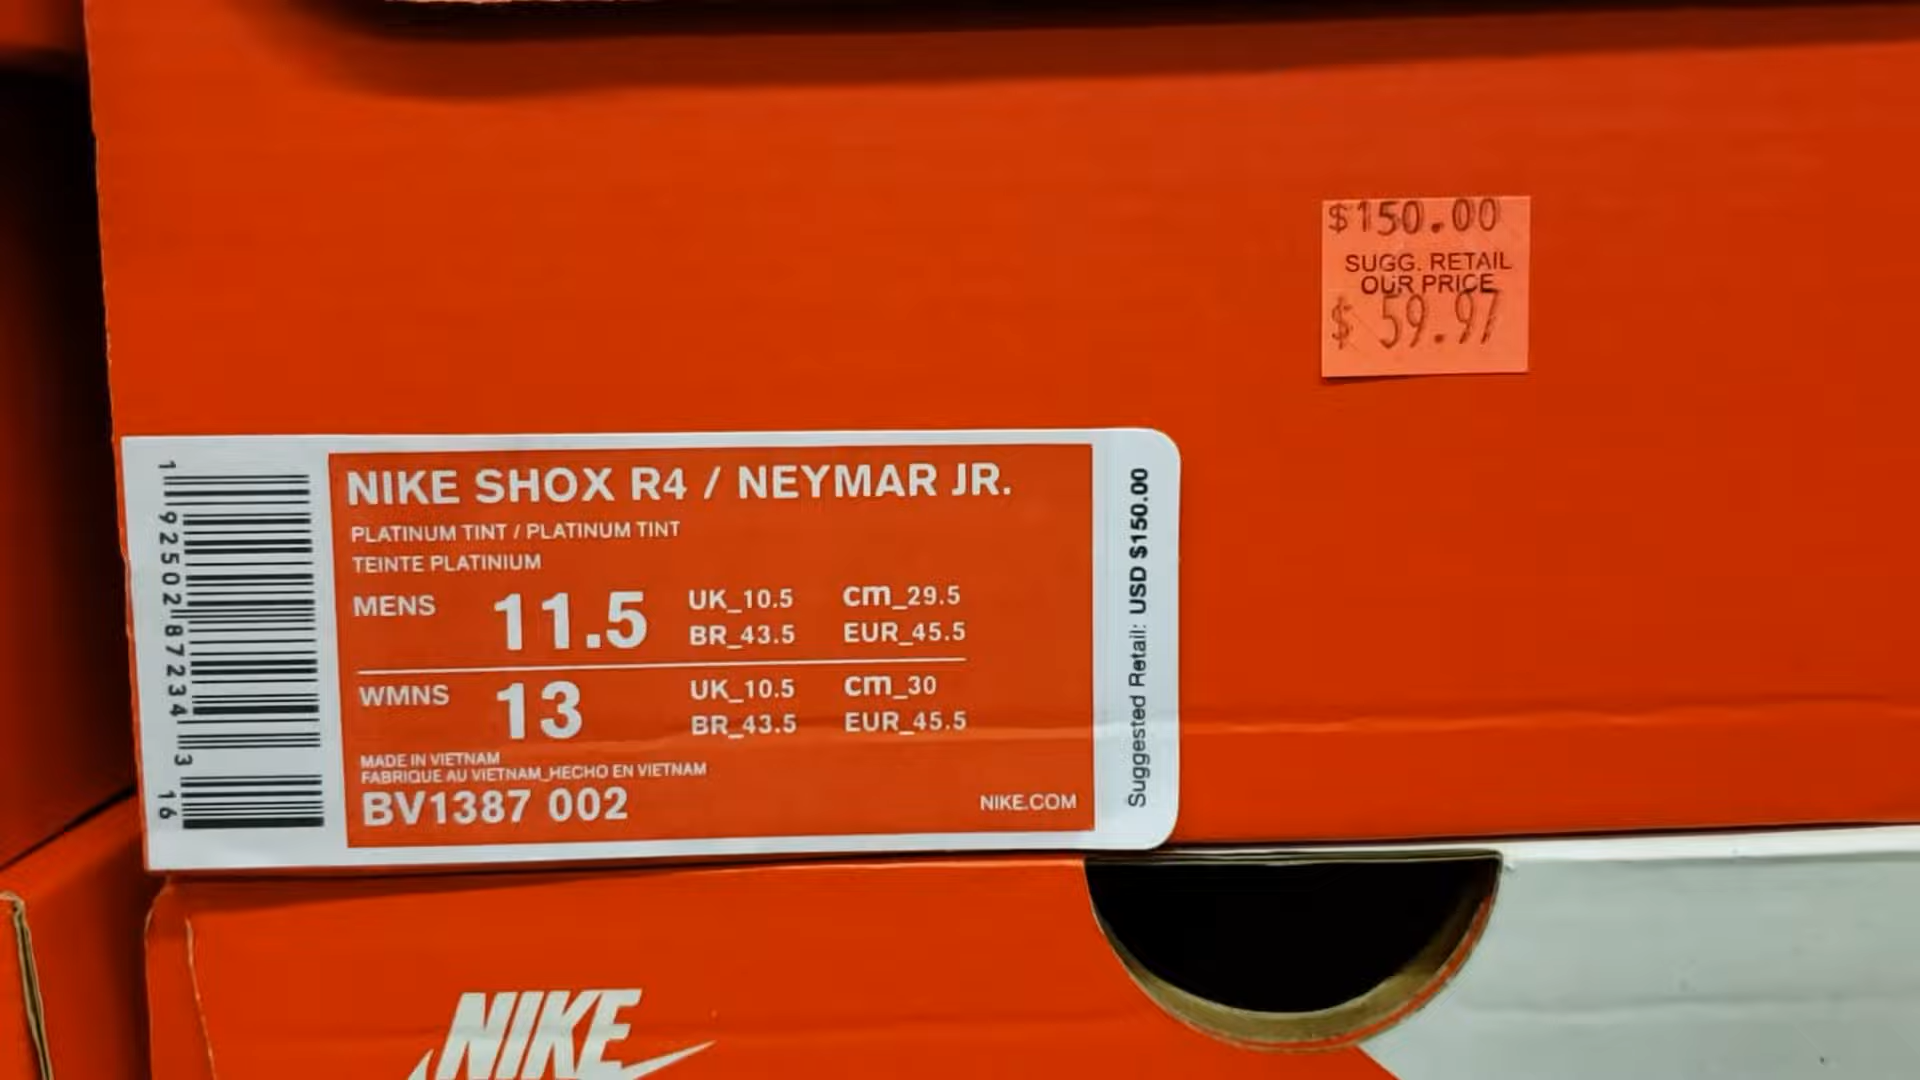 $150.00
SUGG. RETAIL
OUR PRICE
$ 59.97
1 92502 87234 3 16
NIKE SHOX R4 / NEYMAR JR.
PLATINUM TINT / PLATINUM TINT
TEINTE PLATINIUM
MENS 11.5 UK_10.5 cm_29.5
BR_43.5 EUR_45.5
WMNS 13 UK_10.5 cm_30
BR_43.5 EUR_45.5
MADE IN VIETNAM
FABRIQUE AU VIETNAM_HECHO EN VIETNAM
BV1387 002
NIKE.COM
Suggested Retail: USD $150.00
NIKE